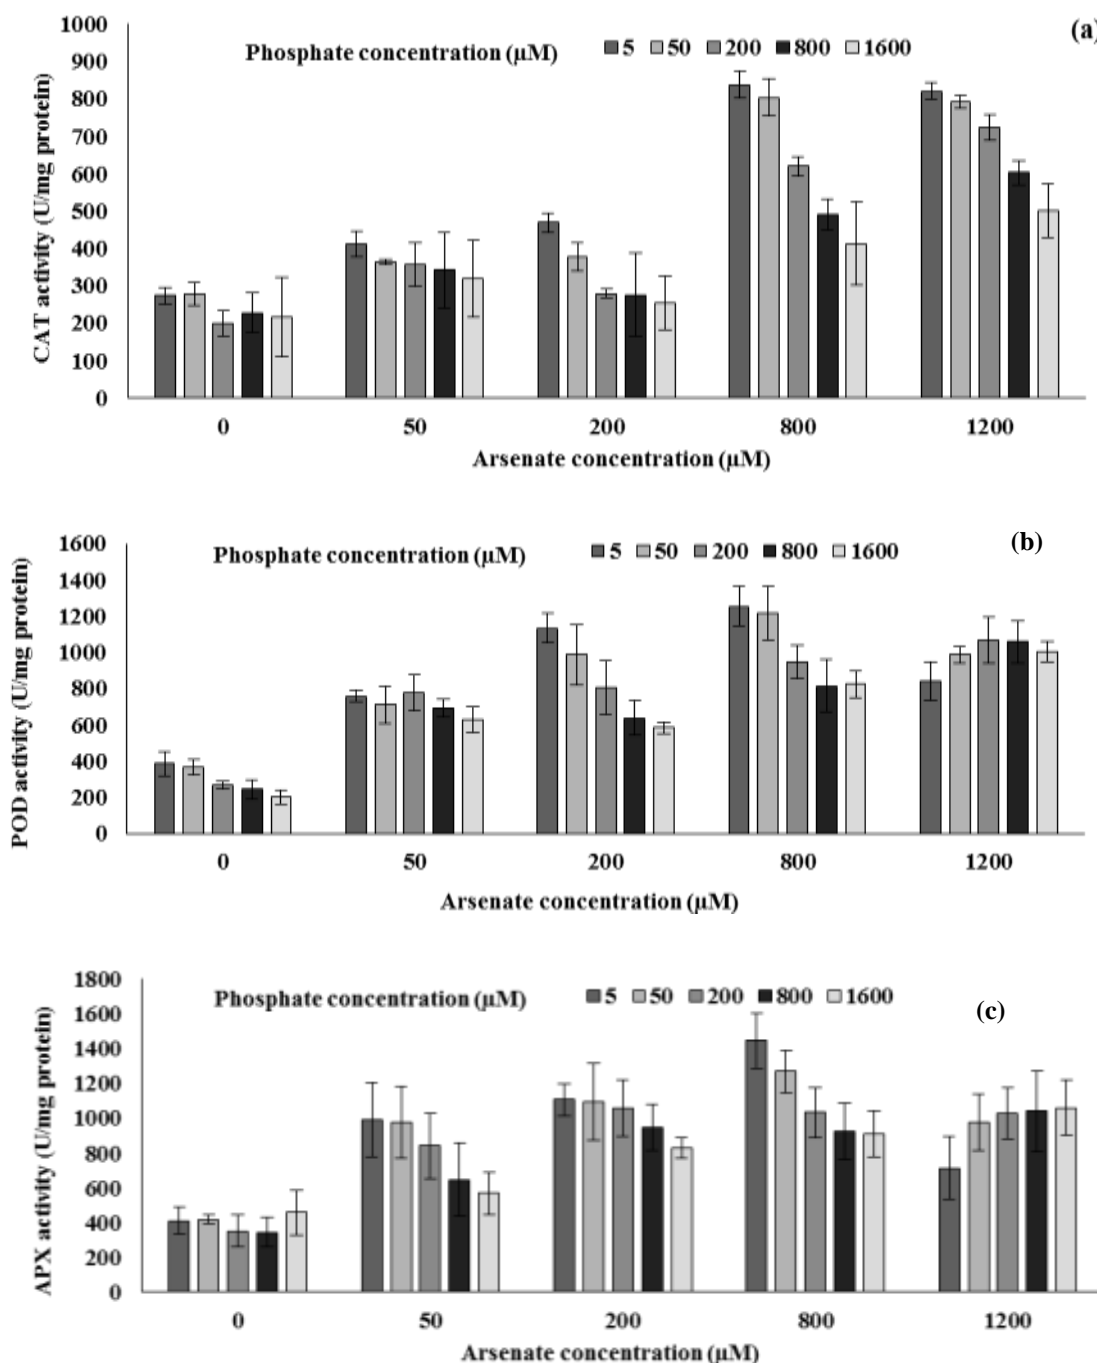 1000
(a)
Phosphate concentration (µM) 5 50 200 800 1600
900
800
700
600
500
400
300
200
100
0
CAT activity (U/mg protein)
0 50 200 800 1200
Arsenate concentration (µM)
1600
Phosphate concentration (µM) 5 50 200 800 1600
(b)
1400
1200
1000
800
600
400
200
0
POD activity (U/mg protein)
0 50 200 800 1200
Arsenate concentration (µM)
1800
Phosphate concentration (µM) 5 50 200 800 1600
(c)
1600
1400
1200
1000
800
600
400
200
0
APX activity (U/mg protein)
0 50 200 800 1200
Arsenate concentration (µM)